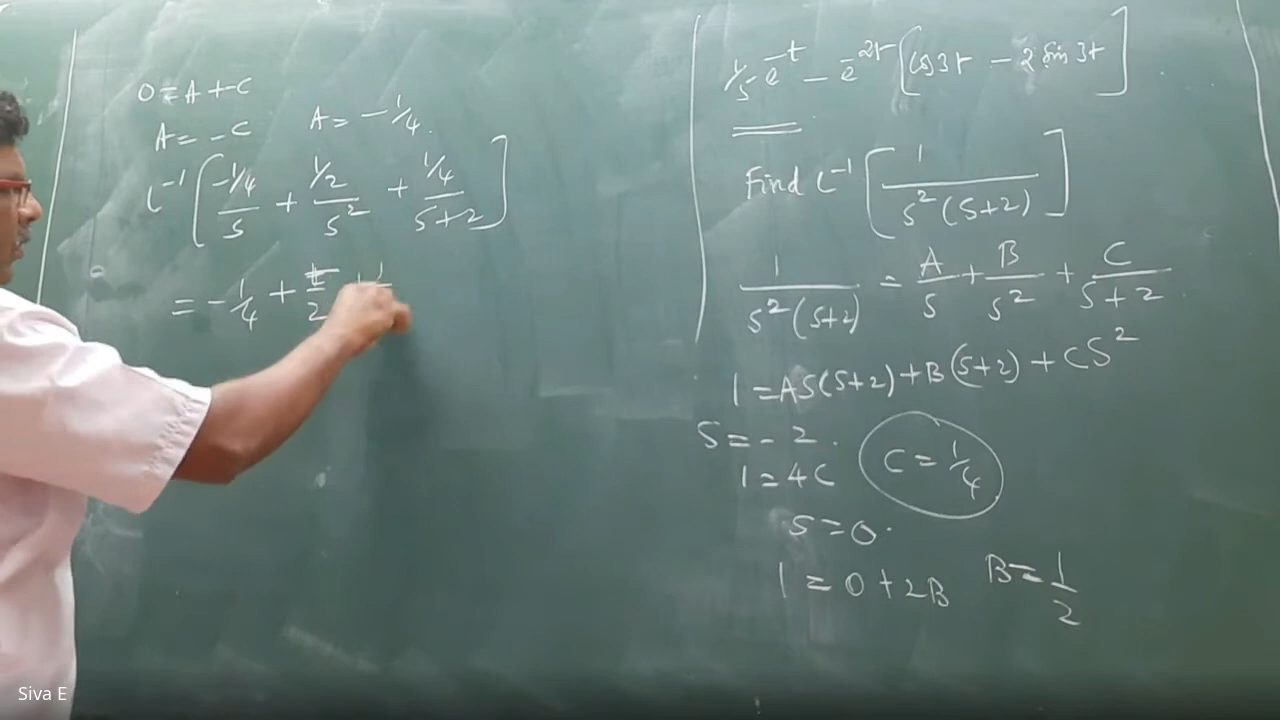 0 = A + C
A = -C    A = -1/4.
L⁻¹ [ (-1/4)/s + (1/2)/s² + (1/4)/(s+2) ]
= -1/4 + t/2 +
1/5 e^-t - e^-2t [cos 3t - 2 sin 3t]
Find L⁻¹ [ 1/(s²(s+2)) ]
1/(s²(s+2)) = A/s + B/s² + C/(s+2)
1 = AS(S+2) + B(S+2) + CS²
S = -2.
1 = 4C    C = 1/4
S = 0.
1 = 0 + 2B    B = 1/2
Siva E